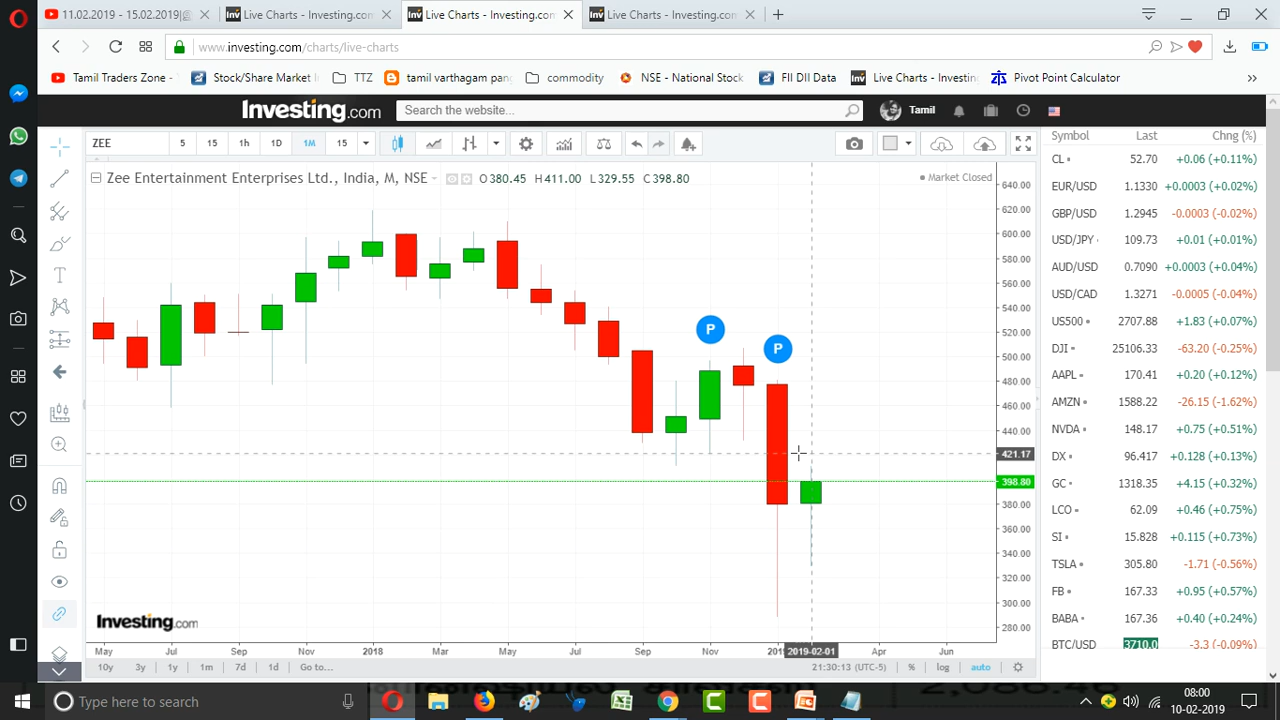 11.02.2019 - 15.02.2019|@
Live Charts - Investing.com
Live Charts - Investing.com
Live Charts - Investing.com
www.investing.com/charts/live-charts
Tamil Traders Zone -
Stock/Share Market
TTZ
tamil varthagam
commodity
NSE - National Stock
FII DII Data
Live Charts -
Pivot Point Calculator
Investing.com
Search the website...
Tamil
Symbol Last Chng (%)
ZEE 5 15 1h 1D 1M 15
Zee Entertainment Enterprises Ltd., India, M, NSE
O380.45 H411.00 L329.55 C398.80
Market Closed
P
P
640.00
620.00
600.00
580.00
560.00
540.00
520.00
500.00
480.00
460.00
440.00
421.17
398.80
380.00
360.00
340.00
320.00
300.00
280.00
Investing.com
May Jul Sep Nov 2018 Mar May Jul Sep Nov 2019-02-01 Apr Jun
10y 3y 1y 1m 7d 1d Go to...
21:30:13 (UTC-5) % log auto
CL 52.70 +0.06 (+0.11%)
EUR/USD 1.1330 +0.0003 (+0.02%)
GBP/USD 1.2945 -0.0003 (-0.02%)
USD/JPY 109.73 +0.01 (+0.01%)
AUD/USD 0.7090 +0.0003 (+0.04%)
USD/CAD 1.3271 -0.0005 (-0.04%)
US500 2707.88 +1.83 (+0.07%)
DJI 25106.33 -63.20 (-0.25%)
AAPL 170.41 +0.20 (+0.12%)
AMZN 1588.22 -26.15 (-1.62%)
NVDA 148.17 +0.75 (+0.51%)
DX 96.417 +0.128 (+0.13%)
GC 1318.35 +4.15 (+0.32%)
LCO 62.09 +0.46 (+0.75%)
SI 15.828 +0.115 (+0.73%)
TSLA 305.80 -1.71 (-0.56%)
FB 167.33 +0.95 (+0.57%)
BABA 167.36 +0.40 (+0.24%)
BTC/USD 3710.0 -3.3 (-0.09%)
Type here to search
08:00
10-02-2019